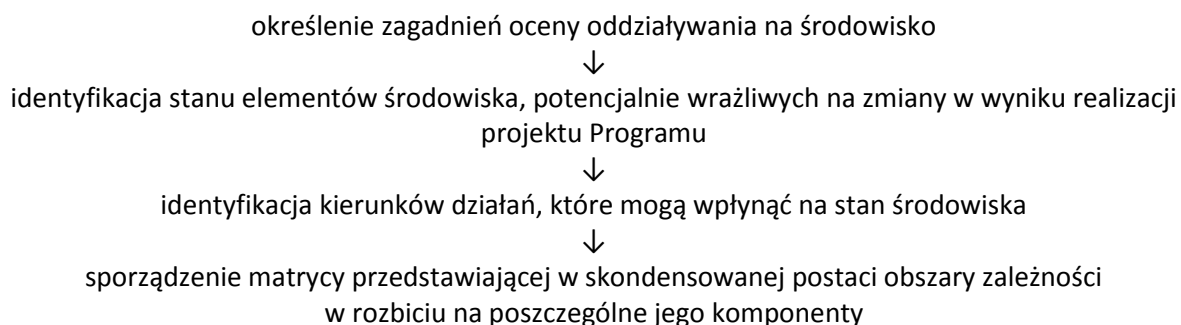 określenie zagadnień oceny oddziaływania na środowisko
↓
identyfikacja stanu elementów środowiska, potencjalnie wrażliwych na zmiany w wyniku realizacji
projektu Programu
↓
identyfikacja kierunków działań, które mogą wpłynąć na stan środowiska
↓
sporządzenie matrycy przedstawiającej w skondensowanej postaci obszary zależności
w rozbiciu na poszczególne jego komponenty